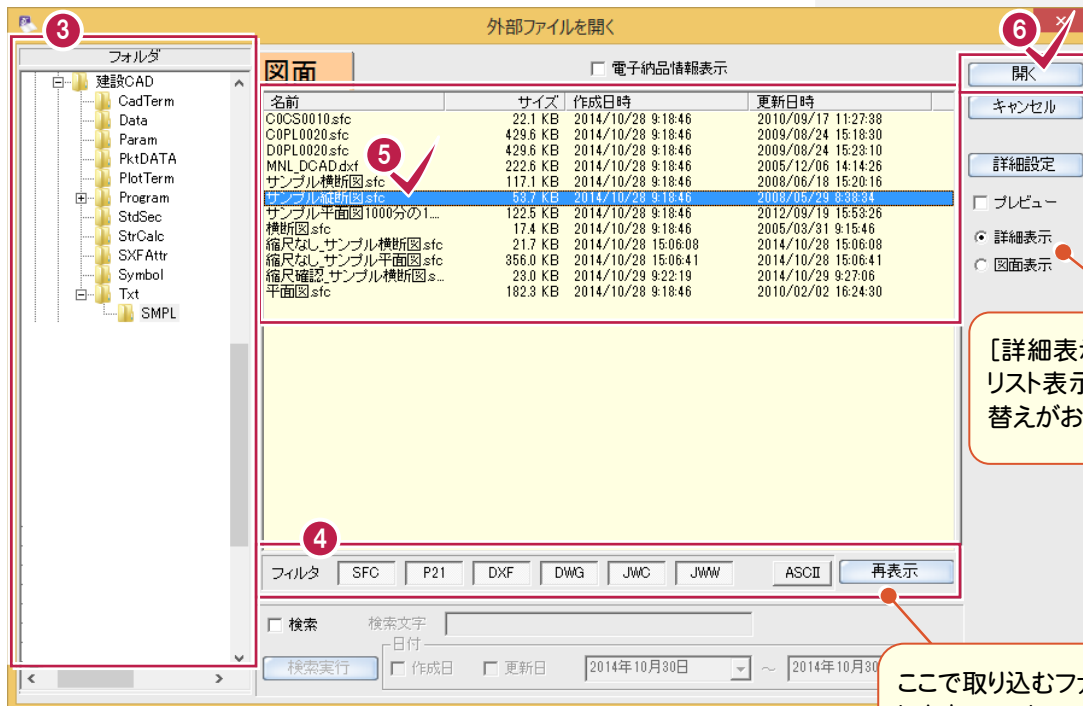 外部ファイルを開く
3
フォルダ
建設CAD
CadTerm
Data
Param
PktDATA
PlotTerm
Program
StdSec
StrCalc
SXFAttr
Symbol
Txt
SMPL
図面
電子納品情報表示
名前 サイズ 作成日時 更新日時
C0CS0010.sfc 22.1 KB 2014/10/28 9:18:46 2010/09/17 11:27:38
C0PL0020.sfc 429.6 KB 2014/10/28 9:18:46 2009/08/24 15:18:30
D0PL0020.sfc 429.6 KB 2014/10/28 9:18:46 2009/08/24 15:23:10
MNL_DCAD.dxf 222.6 KB 2014/10/28 9:18:46 2005/12/06 14:14:26
サンプル横断図.sfc 117.1 KB 2014/10/28 9:18:46 2008/06/18 15:20:16
サンプル縦断図.sfc 53.7 KB 2014/10/28 9:18:46 2008/05/29 8:38:34
サンプル平面図1000分の1... 122.5 KB 2014/10/28 9:18:46 2012/09/19 15:53:26
横断図.sfc 17.4 KB 2014/10/28 9:18:46 2005/03/31 9:15:46
縮尺なし_サンプル横断図.sfc 21.7 KB 2014/10/28 15:06:08 2014/10/28 15:06:08
縮尺なし_サンプル平面図.sfc 356.0 KB 2014/10/28 15:06:41 2014/10/28 15:06:41
縮尺確認_サンプル横断図.s... 23.0 KB 2014/10/29 9:22:19 2014/10/29 9:27:06
平面図.sfc 182.3 KB 2014/10/28 9:18:46 2010/02/02 16:24:30
5
6
開く
キャンセル
詳細設定
プレビュー
詳細表示
図面表示
[詳細表
リスト表示
替えがお
4
フィルタ SFC P21 DXF DWG JWC JWW ASCII 再表示
検索 検索文字
日付
検索実行 作成日 更新日 2014年10月30日 ～ 2014年10月30
ここで取り込むフ